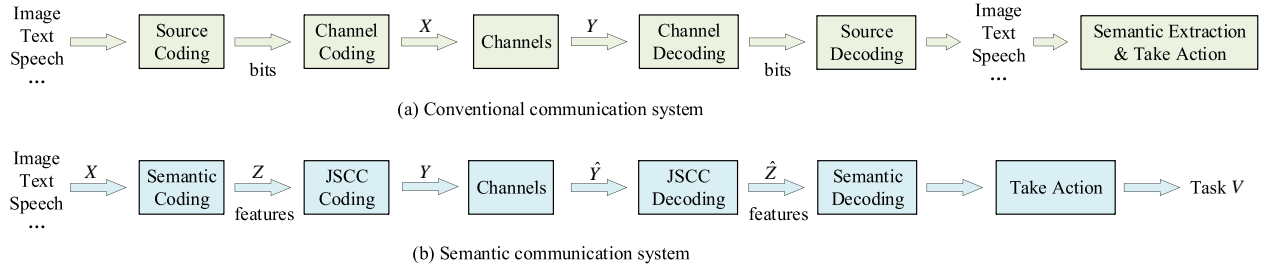 Image
Text
Speech
...
Source
Coding
bits
Channel
Coding
X
Channels
Y
Channel
Decoding
bits
Source
Decoding
Image
Text
Speech
...
Semantic Extraction
& Take Action
(a) Conventional communication system
Image
Text
Speech
...
X
Semantic
Coding
Z
features
JSCC
Coding
Y
Channels
Ŷ
JSCC
Decoding
Ẑ
features
Semantic
Decoding
Take Action
Task V
(b) Semantic communication system